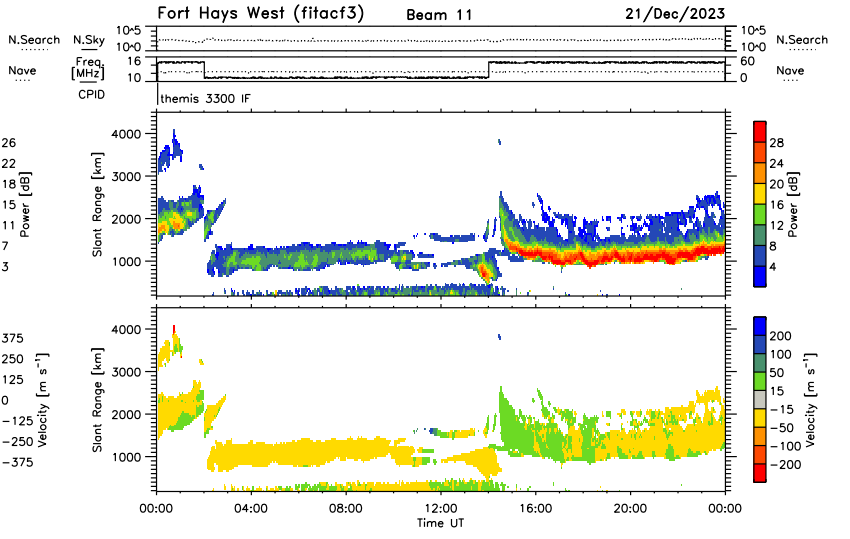 Fort Hays West (fitacf3) Beam 11 21/Dec/2023
N.Search N.Sky 10^5 10^0 10^5 10^0 N.Search
Nave Freq. [MHz] 16 10 60 0 Nave
CPID themis 3300 IF
26 22 18 15 11 7 3
Power [dB]
4000 3000 2000 1000
Slant Range [km]
28 24 20 16 12 8 4
Power [dB]
375 250 125 0 −125 −250 −375
Velocity [m s⁻¹]
4000 3000 2000 1000
Slant Range [km]
200 100 50 15 −15 −50 −100 −200
Velocity [m s⁻¹]
00:00 04:00 08:00 12:00 16:00 20:00 00:00
Time UT